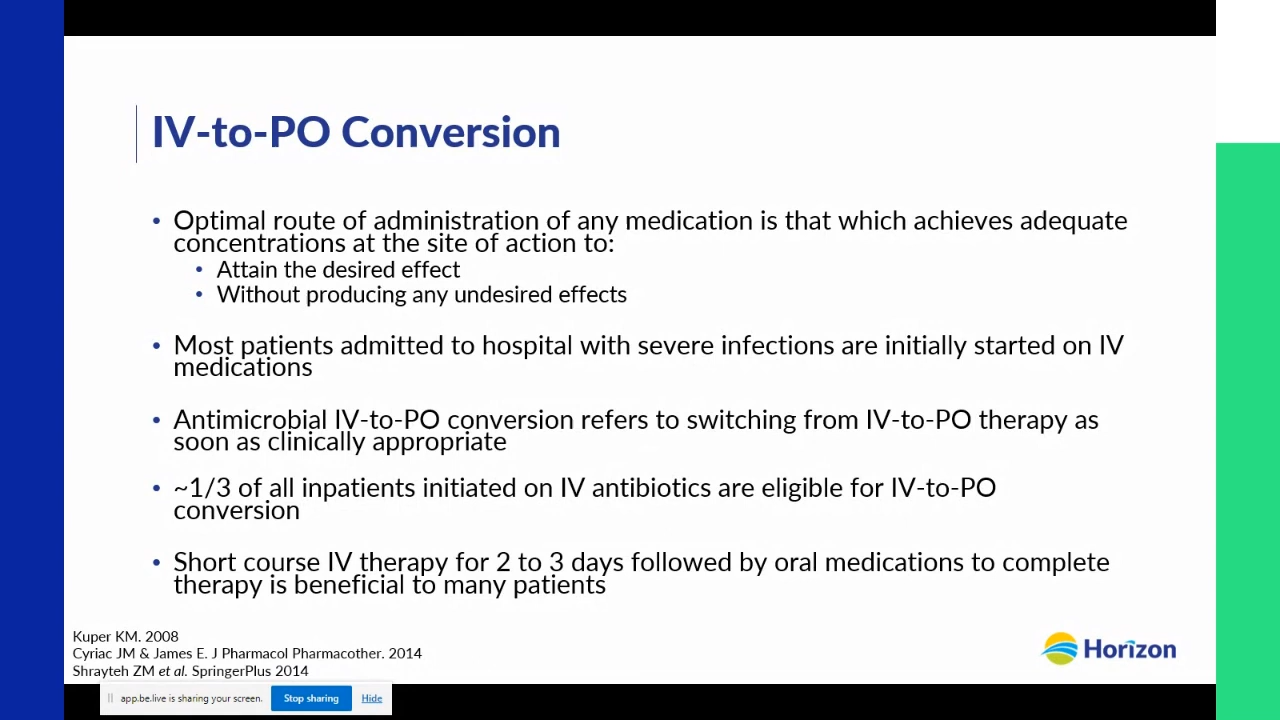 IV-to-PO Conversion
• Optimal route of administration of any medication is that which achieves adequate
concentrations at the site of action to:
• Attain the desired effect
• Without producing any undesired effects
• Most patients admitted to hospital with severe infections are initially started on IV
medications
• Antimicrobial IV-to-PO conversion refers to switching from IV-to-PO therapy as
soon as clinically appropriate
• ~1/3 of all inpatients initiated on IV antibiotics are eligible for IV-to-PO
conversion
• Short course IV therapy for 2 to 3 days followed by oral medications to complete
therapy is beneficial to many patients
Kuper KM. 2008
Cyriac JM & James E. J Pharmacol Pharmacother. 2014
Shrayteh ZM et al. SpringerPlus 2014
Horizon
app.be.live is sharing your screen. Stop sharing Hide